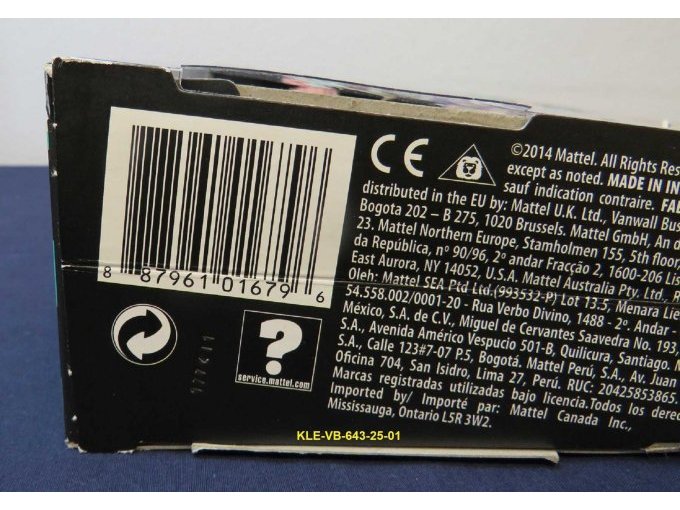 8 87961 01679 6
1774J1
service.mattel.com
CE
©2014 Mattel. All Rights Res
except as noted. MADE IN IN
sauf indication contraire. FA
distributed in the EU by: Mattel U.K. Ltd., Vanwall Bus
Bogota 202 – B 275, 1020 Brussels. Mattel GmbH, An d
23. Mattel Northern Europe, Stamholmen 155, 5th floor,
da República, nº 90/96, 2º andar Fracção 2, 1600-206 Lis
East Aurora, NY 14052, U.S.A. Mattel Australia Pty. Ltd., R
Oleh: Mattel SEA Ptd Ltd.(993532-P) Lot 13.5, Menara Lie
54.558.002/0001-20 - Rua Verbo Divino, 1488 - 2º. Andar -
México, S.A. de C.V., Miguel de Cervantes Saavedra No. 193,
S.A., Avenida Américo Vespucio 501-B, Quilicura, Santiago. M
S.A., Calle 123#7-07 P.5, Bogotá. Mattel Perú, S.A., Av. Juan
Oficina 704, San Isidro, Lima 27, Perú. RUC: 20425853865.
Marcas registradas utilizadas bajo licencia.Todos los derec
Imported by/ Importé par: Mattel Canada Inc.,
Mississauga, Ontario L5R 3W2.
KLE-VB-643-25-01